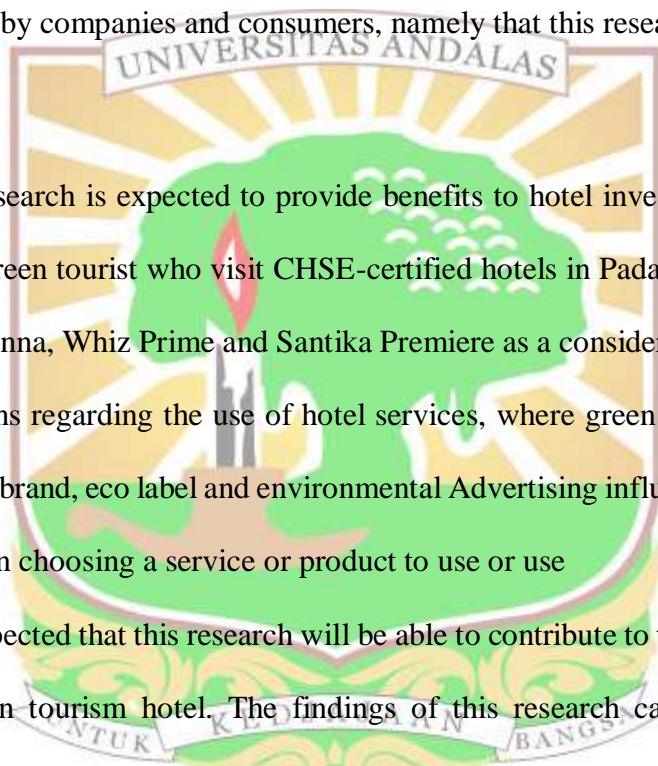 by companies and consumers, namely that this resea
UNIVERSITAS ANDALAS
search is expected to provide benefits to hotel inve
reen tourist who visit CHSE-certified hotels in Pada
nna, Whiz Prime and Santika Premiere as a consider
ns regarding the use of hotel services, where green
brand, eco label and environmental Advertising influ
n choosing a service or product to use or use
pected that this research will be able to contribute to
n tourism hotel. The findings of this research ca
NTUK KEDJAJAAN BANGSA